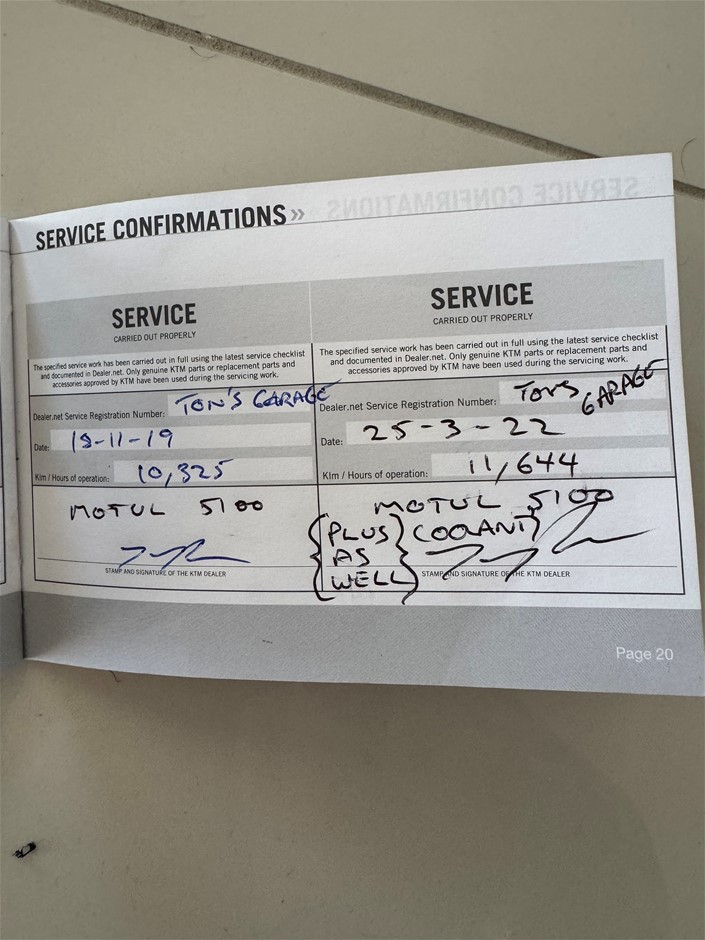 SERVICE CONFIRMATIONS»
SERVICE CONFIRMATIONS
SERVICE
CARRIED OUT PROPERLY
The specified service work has been carried out in full using the latest service checklist
and documented in Dealer.net. Only genuine KTM parts or replacement parts and
accessories approved by KTM have been used during the servicing work.
Dealer.net Service Registration Number: TON'S GARAGE
Date: 19-11-19
Klm / Hours of operation: 10,325
MOTUL 5100
STAMP AND SIGNATURE OF THE KTM DEALER
SERVICE
CARRIED OUT PROPERLY
The specified service work has been carried out in full using the latest service checklist
and documented in Dealer.net. Only genuine KTM parts or replacement parts and
accessories approved by KTM have been used during the servicing work.
Dealer.net Service Registration Number: TON'S GARAGE
Date: 25-3-22
Klm / Hours of operation: 11,644
MOTUL 5100
{PLUS} COOLANT
{AS}
{WELL}
STAMP AND SIGNATURE OF THE KTM DEALER
Page 20